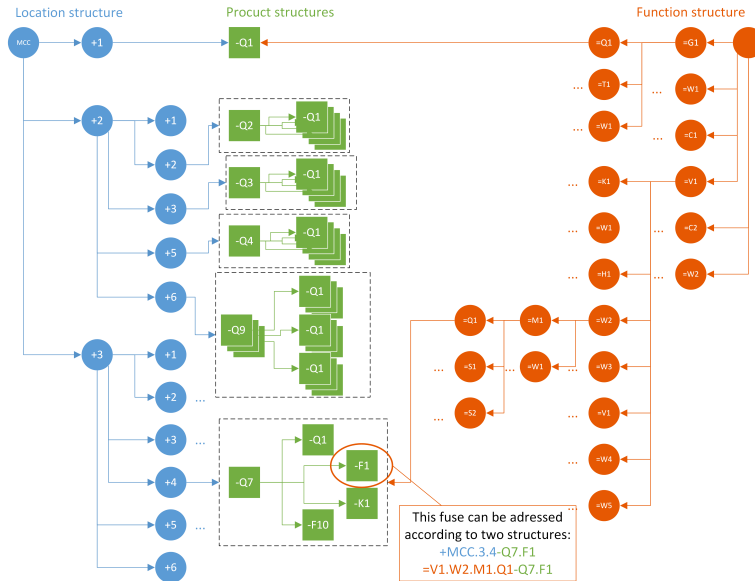 Location structure Procuct structures Function structure
MCC +1 -Q1 =Q1 =G1
... =T1 ... =W1
+2 +1 -Q2 -Q1 ... =W1 =C1
+2
+3 -Q3 -Q1 ... =K1 =V1
+5 -Q4 -Q1 =W1 ... =C2
... =H1 =W2
+6 -Q1
-Q9 -Q1 =Q1 =M1 =W2
+3 +1 -Q1 ... =S1 ... =W1 ... =W3
+2 ... ... =S2 ... =V1
+3 -Q1
-F1 ... =W4
+4 -Q7
-K1 ... =W5
+5 ... -F10
+6
This fuse can be adressed
according to two structures:
+MCC.3.4-Q7.F1
=V1.W2.M1.Q1-Q7.F1